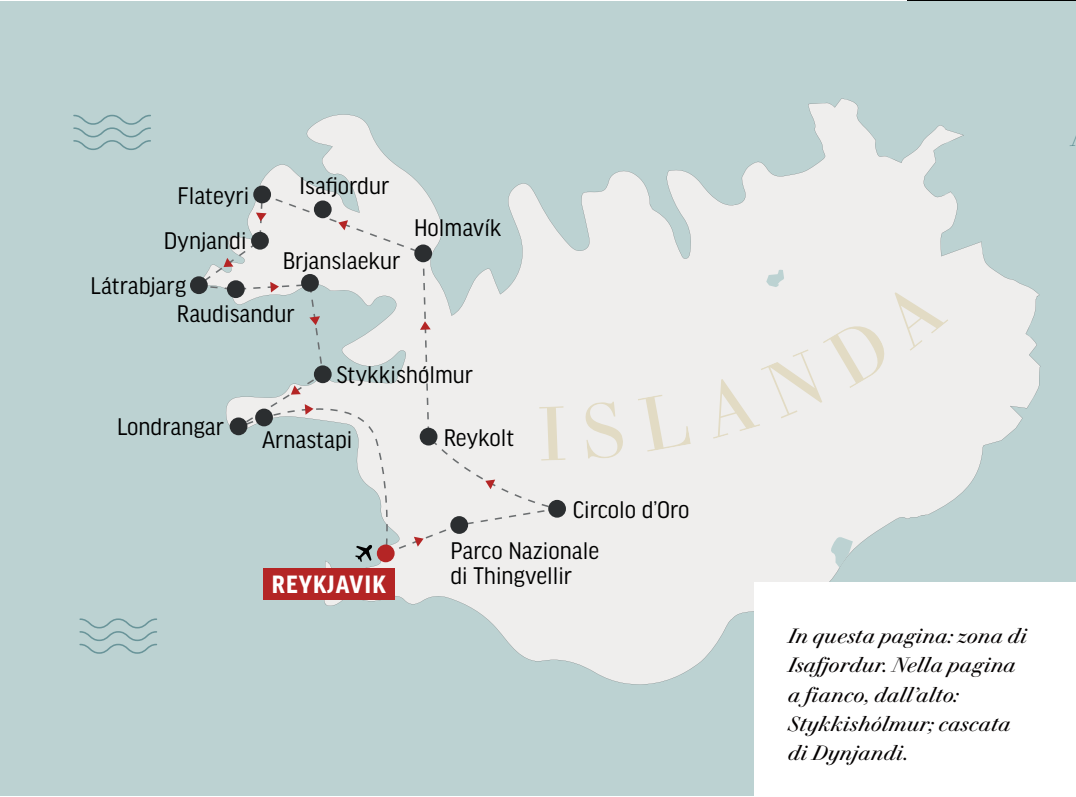 Flateyri
Isafjordur
Holmavík
Dynjandi
Brjanslaekur
Látrabjarg
Raudisandur
Stykkishólmur
Londrangar
Arnastapi
Reykolt
ISLANDA
Circolo d'Oro
Parco Nazionale
di Thingvellir
REYKJAVIK
In questa pagina: zona di
Isafjordur. Nella pagina
a fianco, dall'alto:
Stykkishólmur; cascata
di Dynjandi.